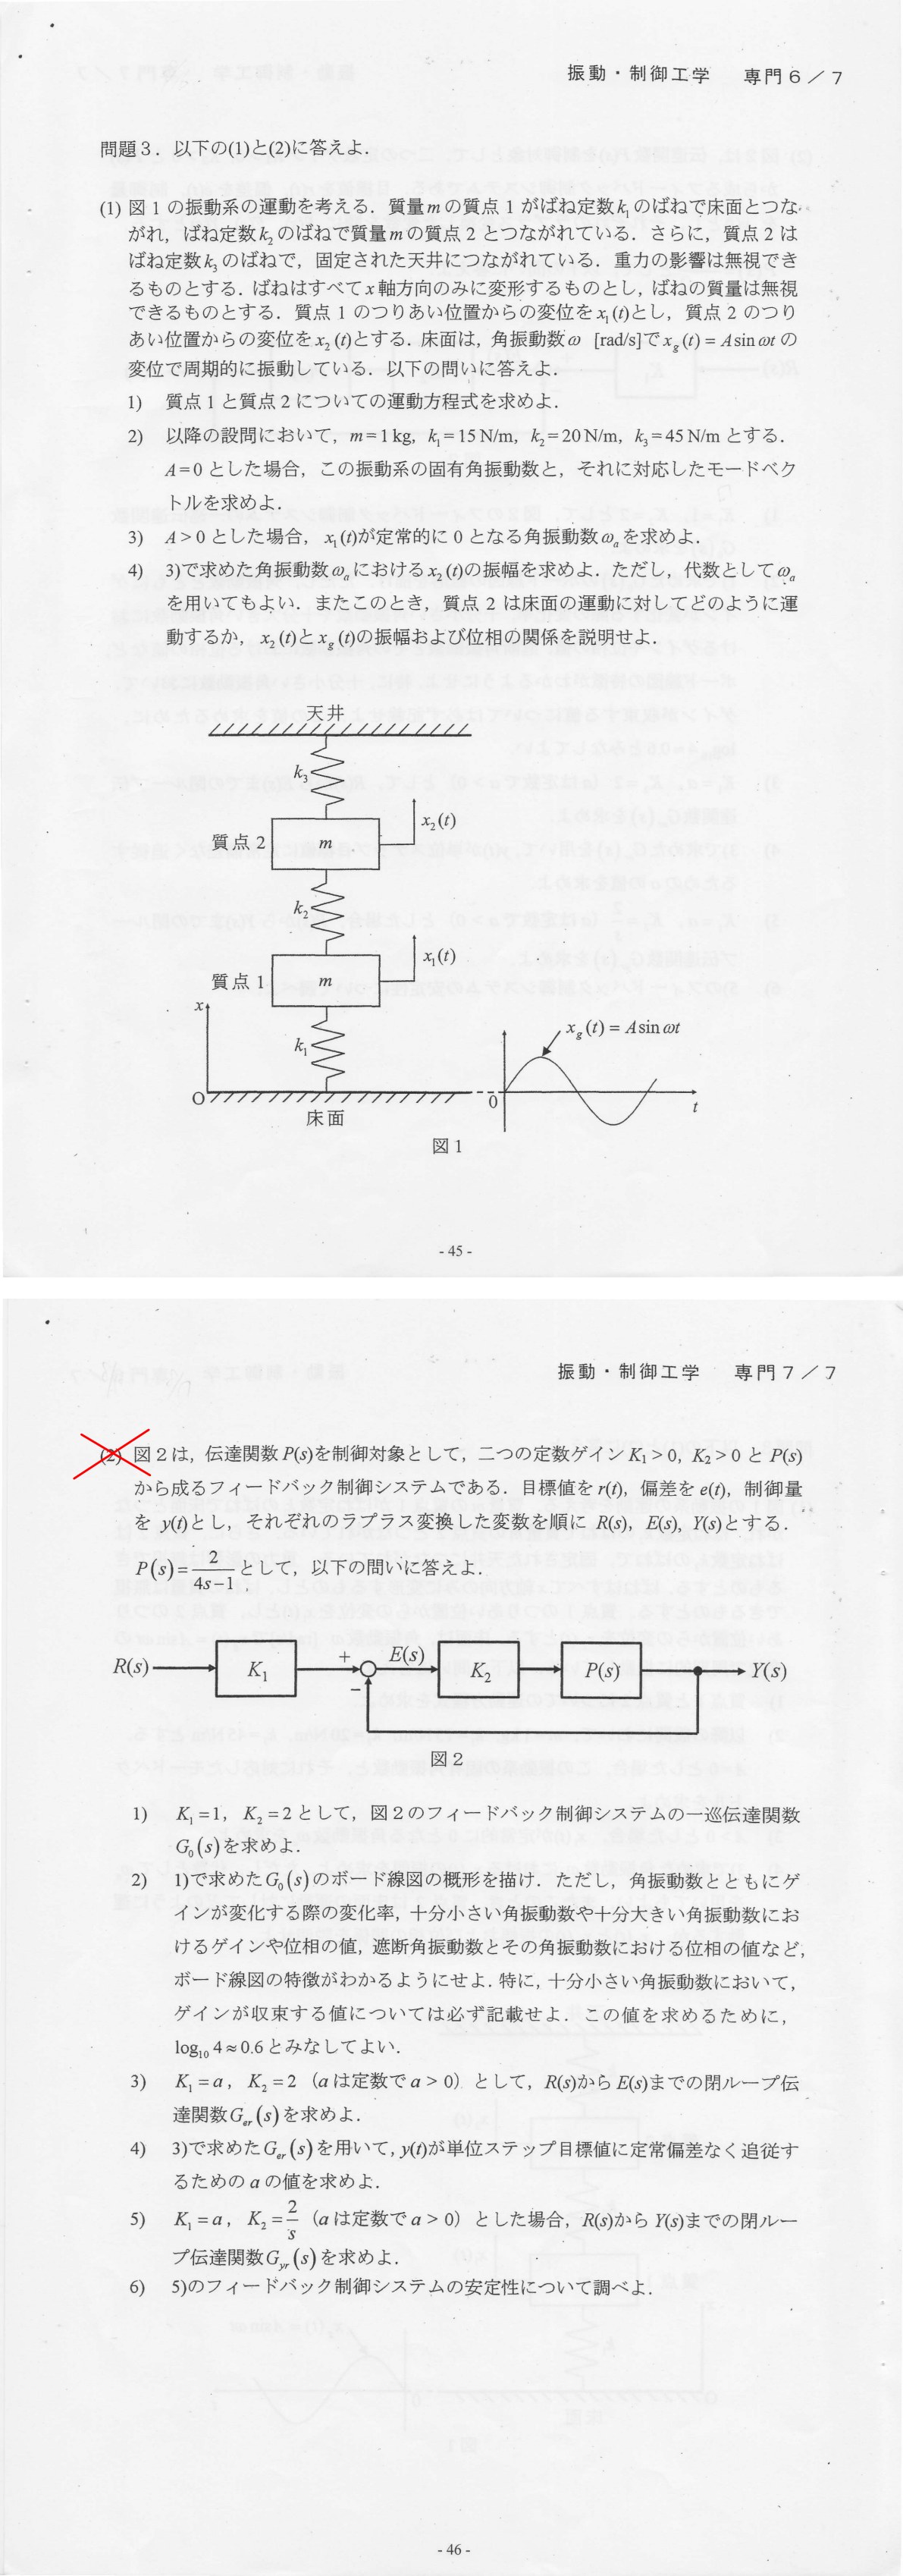 振動・制御工学　専門６／７
問題３．以下の(1)と(2)に答えよ．
(1) 図１の振動系の運動を考える．質量mの質点１がばね定数k₁のばねで床面とつな
がれ，ばね定数k₂のばねで質量mの質点２とつながれている．さらに，質点２は
ばね定数k₃のばねで，固定された天井につながれている．重力の影響は無視でき
るものとする．ばねはすべてx軸方向のみに変形するものとし，ばねの質量は無視
できるものとする．質点１のつりあい位置からの変位をx₁(t)とし，質点２のつり
あい位置からの変位をx₂(t)とする．床面は，角振動数ω [rad/s]でx_g(t)=A sin ωtの
変位で周期的に振動している．以下の問いに答えよ．
1) 質点１と質点２についての運動方程式を求めよ．
2) 以降の設問において，m=1kg，k₁=15N/m，k₂=20N/m，k₃=45N/mとする．
A=0とした場合，この振動系の固有角振動数と，それに対応したモードベク
トルを求めよ．
3) A>0とした場合，x₁(t)が定常的に0となる角振動数ω_aを求めよ．
4) 3)で求めた角振動数ω_aにおけるx₂(t)の振幅を求めよ．ただし，代数としてω_a
を用いてもよい．またこのとき，質点２は床面の運動に対してどのように運
動するか，x₂(t)とx_g(t)の振幅および位相の関係を説明せよ．
天井
k₃
x₂(t)
質点２
m
k₂
x₁(t)
質点１
m
x
k₁
x_g(t)=A sin ωt
O
0
t
床面
図１
- 45 -
振動・制御工学　専門７／７
(2) 図２は，伝達関数P(s)を制御対象として，二つの定数ゲインK₁>0, K₂>0とP(s)
から成るフィードバック制御システムである．目標値をr(t)，偏差をe(t)，制御量
をy(t)とし，それぞれのラプラス変換した変数を順にR(s)，E(s)，Y(s)とする．
P(s)=2/(4s−1)として，以下の問いに答えよ．
R(s)
K₁
+
−
E(s)
K₂
P(s)
Y(s)
図２
1) K₁=1，K₂=2として，図２のフィードバック制御システムの一巡伝達関数
G₀(s)を求めよ．
2) 1)で求めたG₀(s)のボード線図の概形を描け．ただし，角振動数とともにゲ
インが変化する際の変化率，十分小さい角振動数や十分大きい角振動数にお
けるゲインや位相の値，遮断角振動数とその角振動数における位相の値など，
ボード線図の特徴がわかるようにせよ．特に，十分小さい角振動数において，
ゲインが収束する値については必ず記載せよ．この値を求めるために，
log₁₀4≈0.6とみなしてよい．
3) K₁=a，K₂=2（aは定数でa>0）として，R(s)からE(s)までの閉ループ伝
達関数G_er(s)を求めよ．
4) 3)で求めたG_er(s)を用いて，y(t)が単位ステップ目標値に定常偏差なく追従す
るためのaの値を求めよ．
5) K₁=a，K₂=2/s（aは定数でa>0）とした場合，R(s)からY(s)までの閉ルー
プ伝達関数G_yr(s)を求めよ．
6) 5)のフィードバック制御システムの安定性について調べよ．
- 46 -